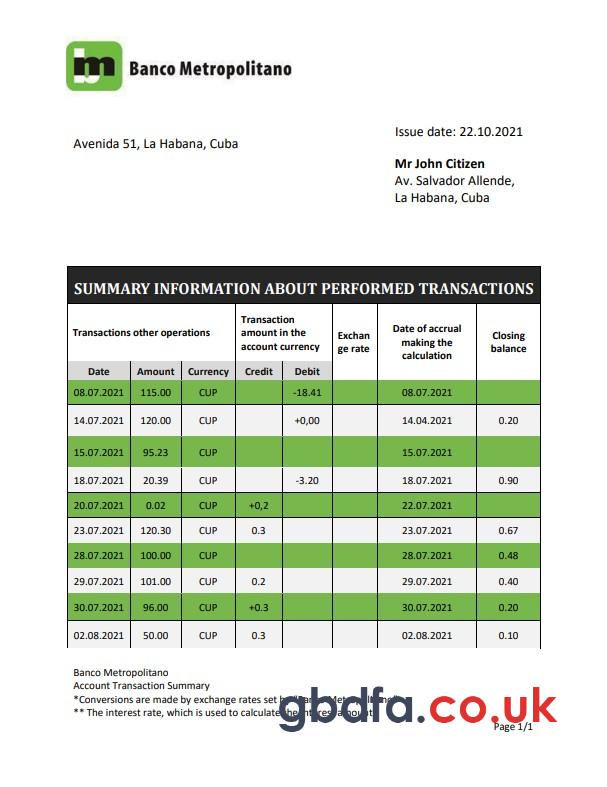 bm Banco Metropolitano
Issue date: 22.10.2021
Avenida 51, La Habana, Cuba
Mr John Citizen
Av. Salvador Allende,
La Habana, Cuba
SUMMARY INFORMATION ABOUT PERFORMED TRANSACTIONS
Transactions other operations
Transaction
amount in the
account currency
Exchan
ge rate
Date of accrual
making the
calculation
Closing
balance
Date Amount Currency Credit Debit
08.07.2021 115.00 CUP -18.41 08.07.2021
14.07.2021 120.00 CUP +0,00 14.04.2021 0.20
15.07.2021 95.23 CUP 15.07.2021
18.07.2021 20.39 CUP -3.20 18.07.2021 0.90
20.07.2021 0.02 CUP +0,2 22.07.2021
23.07.2021 120.30 CUP 0.3 23.07.2021 0.67
28.07.2021 100.00 CUP 28.07.2021 0.48
29.07.2021 101.00 CUP 0.2 29.07.2021 0.40
30.07.2021 96.00 CUP +0.3 30.07.2021 0.20
02.08.2021 50.00 CUP 0.3 02.08.2021 0.10
Banco Metropolitano
Account Transaction Summary
*Conversions are made by exchange rates set by "Banco Metropolitano"
** The interest rate, which is used to calculate the interest amount
gbdfa.co.uk
Page 1/1